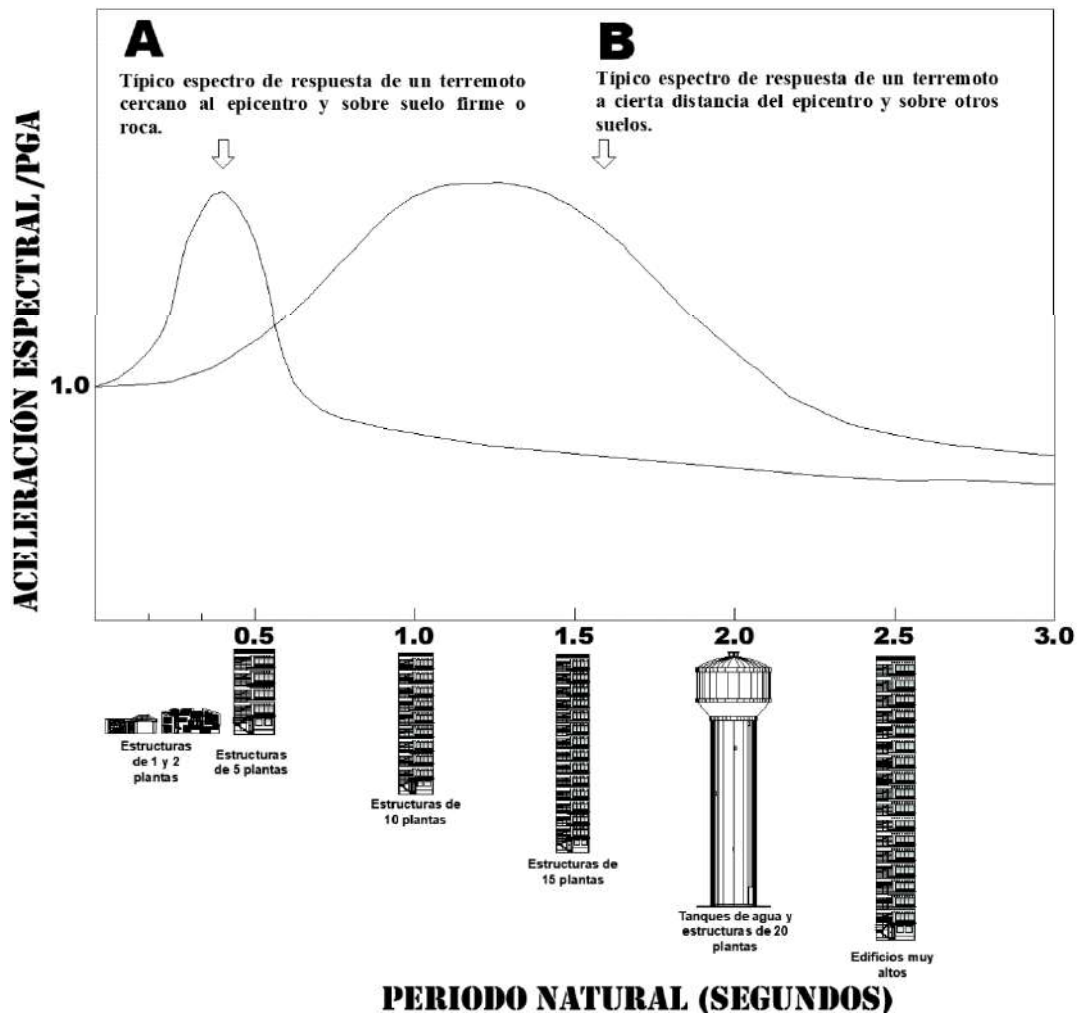 A
Típico espectro de respuesta de un terremoto
cercano al epicentro y sobre suelo firme o
roca.
B
Típico espectro de respuesta de un terremoto
a cierta distancia del epicentro y sobre otros
suelos.
ACELERACIÓN ESPECTRAL /PGA
1.0
0.5
1.0
1.5
2.0
2.5
3.0
Estructuras
de 1 y 2
plantas
Estructuras
de 5 plantas
Estructuras de
10 plantas
Estructuras de
15 plantas
Tanques de agua y
estructuras de 20
plantas
Edificios muy
altos
PERIODO NATURAL (SEGUNDOS)